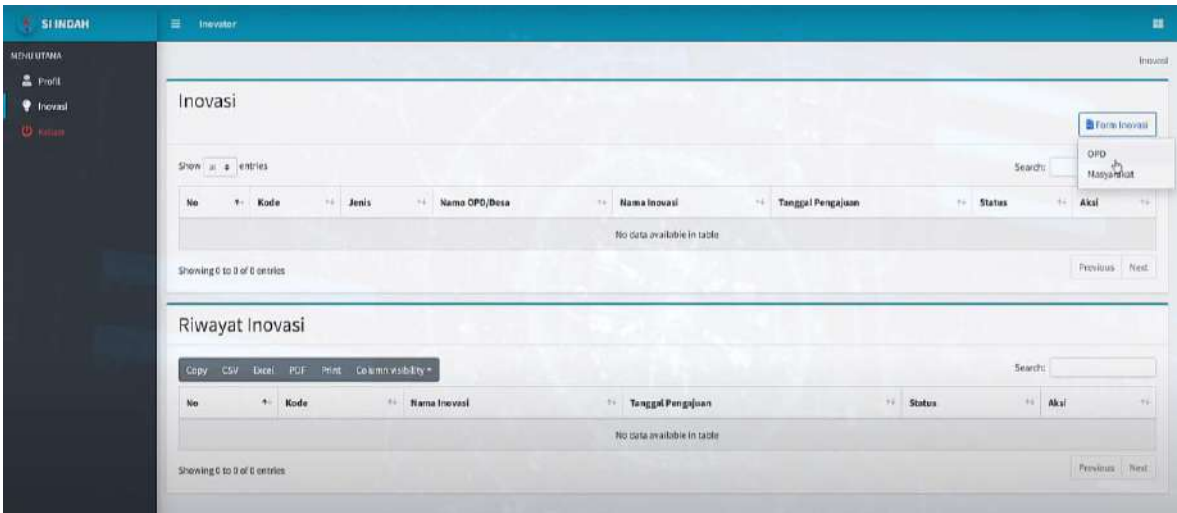 SI INDAH
Inovator
MENU UTAMA
Profil
Inovasi
Keluar
Inovasi
Inovasi
Form Inovasi
OPD
Masyarakat
Show entries
Search:
No Kode Jenis Nama OPD/Desa Nama Inovasi Tanggal Pengajuan Status Aksi
No data available in table
Showing 0 to 0 of 0 entries
Previous Next
Riwayat Inovasi
Copy CSV Excel PDF Print Column visibility
Search:
No Kode Nama Inovasi Tanggal Pengajuan Status Aksi
No data available in table
Showing 0 to 0 of 0 entries
Previous Next